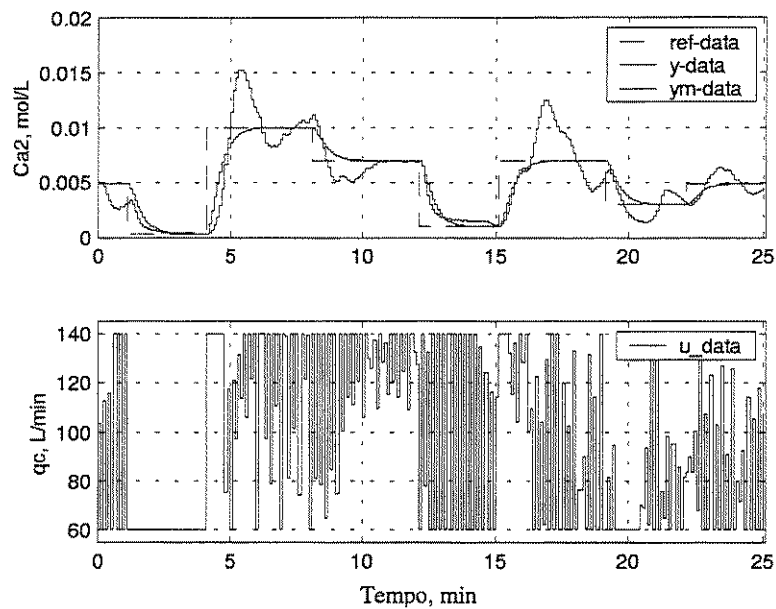 0.02
0.015
0.01
0.005
0
Ca2, mol/L
ref-data
y-data
ym-data
0 5 10 15 20 25
140
120
100
80
60
qc, L/min
u_data
0 5 10 15 20 25
Tempo, min